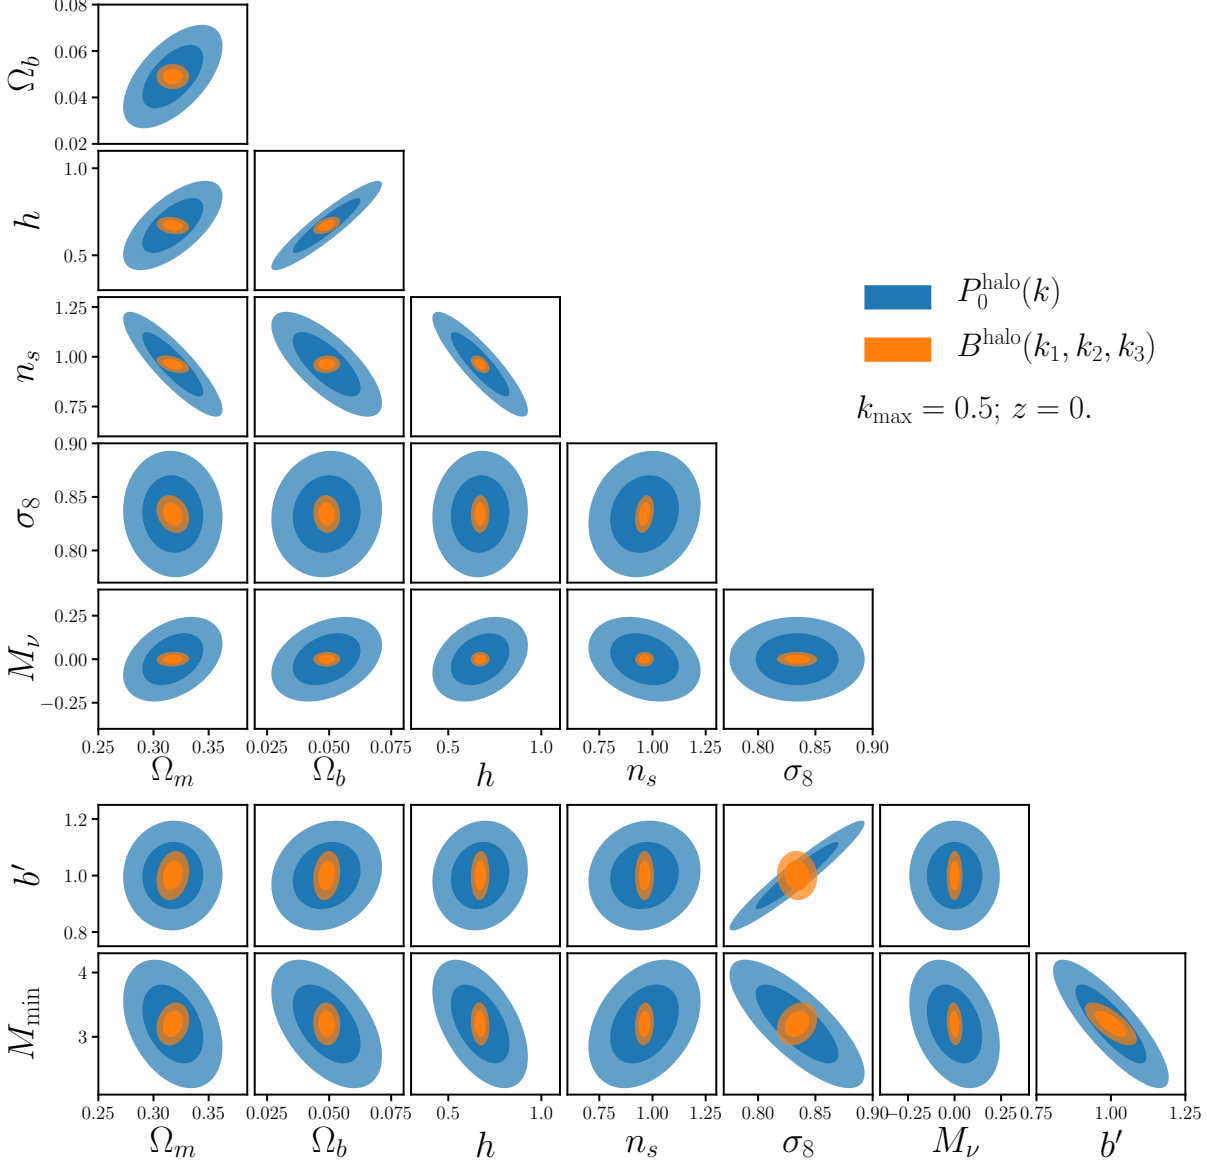 0.08
0.06
Ω_b
0.04
0.02
1.0
h
0.5
1.25
n_s
1.00
0.75
P_0^halo(k)
B^halo(k_1, k_2, k_3)
k_max = 0.5; z = 0.
0.90
σ_8
0.85
0.80
0.25
M_ν
0.00
−0.25
0.25 0.30 0.35 0.025 0.050 0.075 0.5 1.0 0.75 1.00 1.25 0.80 0.85 0.90
Ω_m Ω_b h n_s σ_8
1.2
b′
1.0
0.8
4
M_min
3
0.25 0.30 0.35 0.025 0.050 0.075 0.5 1.0 0.75 1.00 1.25 0.80 0.85 0.90 −0.25 0.00 0.25 0.75 1.00 1.25
Ω_m Ω_b h n_s σ_8 M_ν b′